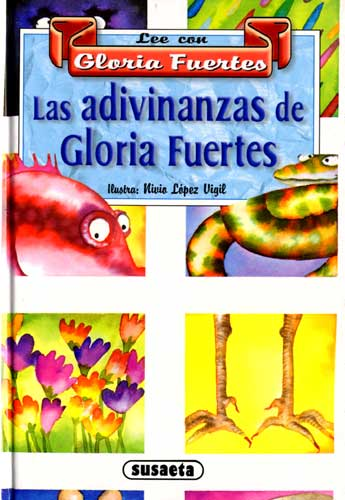 Lee con
Gloria Fuertes
Las adivinanzas de
Gloria Fuertes
Ilustra: Nivio López Vigil
susaeta